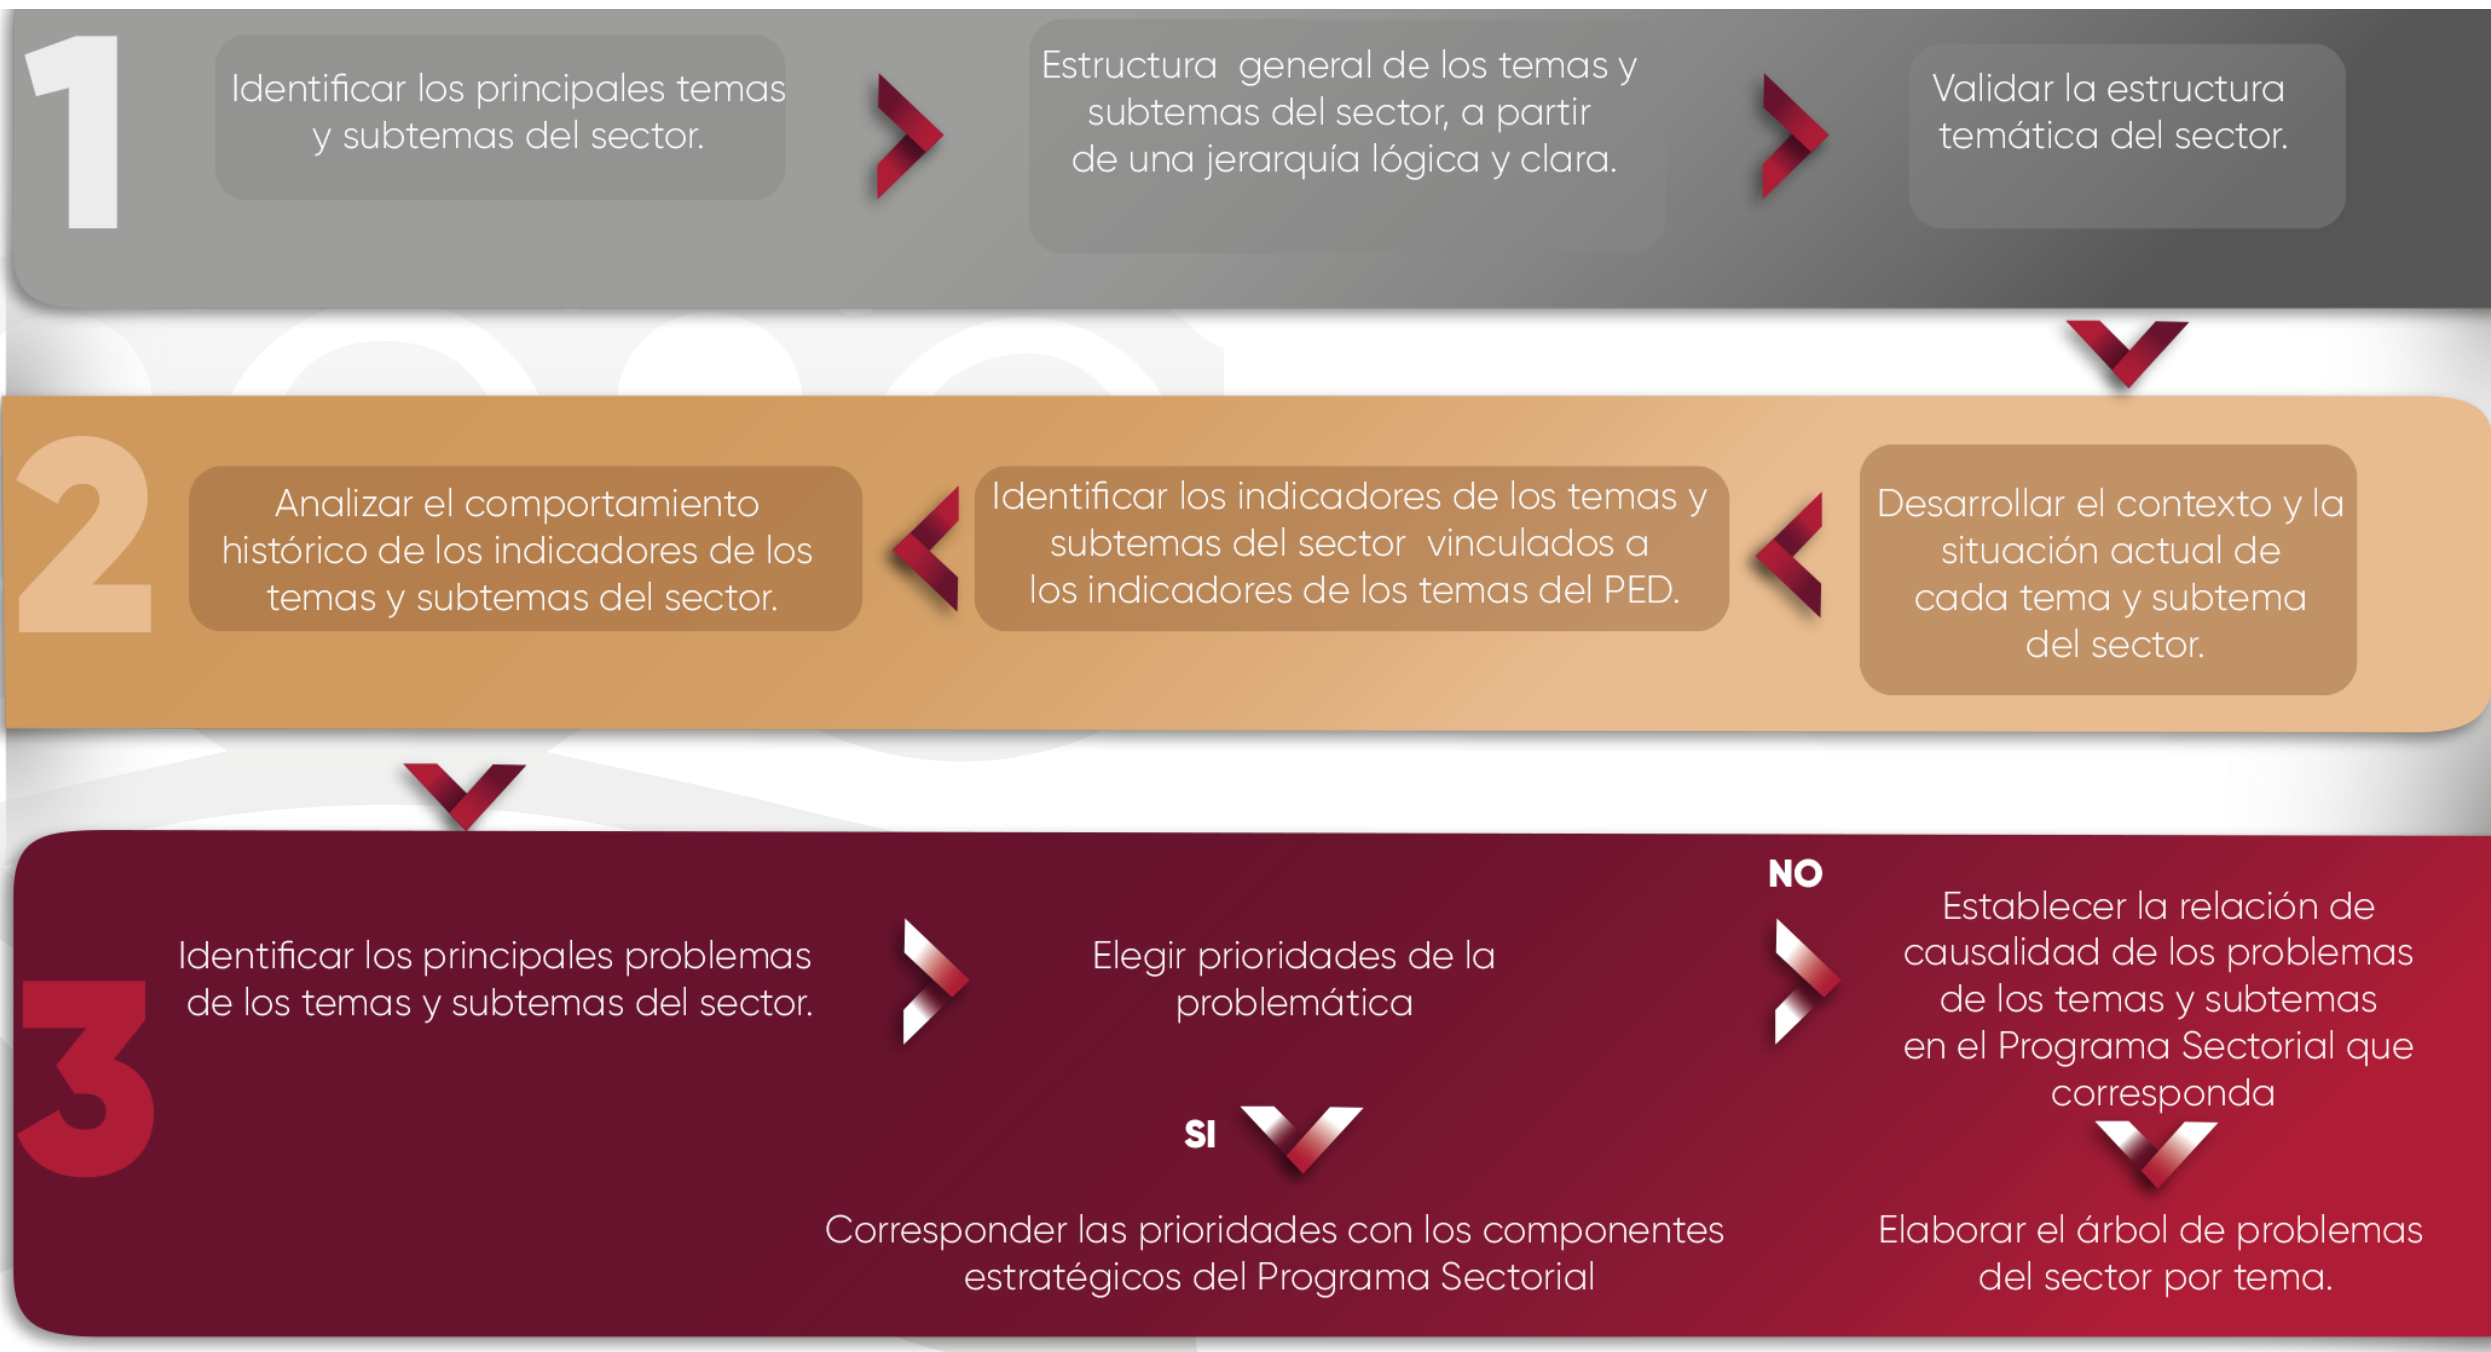 1
Identificar los principales temas
y subtemas del sector.
Estructura general de los temas y
subtemas del sector, a partir
de una jerarquía lógica y clara.
Validar la estructura
temática del sector.
2
Desarrollar el contexto y la
situación actual de
cada tema y subtema
del sector.
Identificar los indicadores de los temas y
subtemas del sector vinculados a
los indicadores de los temas del PED.
Analizar el comportamiento
histórico de los indicadores de los
temas y subtemas del sector.
3
Identificar los principales problemas
de los temas y subtemas del sector.
Elegir prioridades de la
problemática
NO
Establecer la relación de
causalidad de los problemas
de los temas y subtemas
en el Programa Sectorial que
corresponda
SI
Corresponder las prioridades con los componentes
estratégicos del Programa Sectorial
Elaborar el árbol de problemas
del sector por tema.